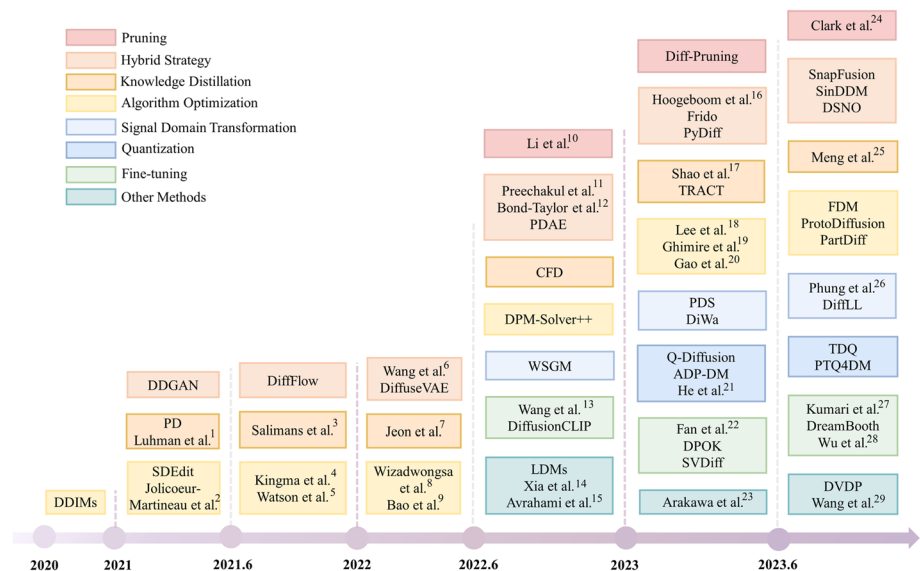 Pruning
Hybrid Strategy
Knowledge Distillation
Algorithm Optimization
Signal Domain Transformation
Quantization
Fine-tuning
Other Methods
DDIMs
DDGAN
PD
Luhman et al.1
SDEdit
Jolicoeur-
Martineau et al.2
DiffFlow
Salimans et al.3
Kingma et al.4
Watson et al.5
Wang et al.6
DiffuseVAE
Jeon et al.7
Wizadwongsa
et al.8
Bao et al.9
Li et al.10
Preechakul et al.11
Bond-Taylor et al.12
PDAE
CFD
DPM-Solver++
WSGM
Wang et al.13
DiffusionCLIP
LDMs
Xia et al.14
Avrahami et al.15
Diff-Pruning
Hoogeboom et al.16
Frido
PyDiff
Shao et al.17
TRACT
Lee et al.18
Ghimire et al.19
Gao et al.20
PDS
DiWa
Q-Diffusion
ADP-DM
He et al.21
Fan et al.22
DPOK
SVDiff
Arakawa et al.23
Clark et al.24
SnapFusion
SinDDM
DSNO
Meng et al.25
FDM
ProtoDiffusion
PartDiff
Phung et al.26
DiffLL
TDQ
PTQ4DM
Kumari et al.27
DreamBooth
Wu et al.28
DVDP
Wang et al.29
2020
2021
2021.6
2022
2022.6
2023
2023.6